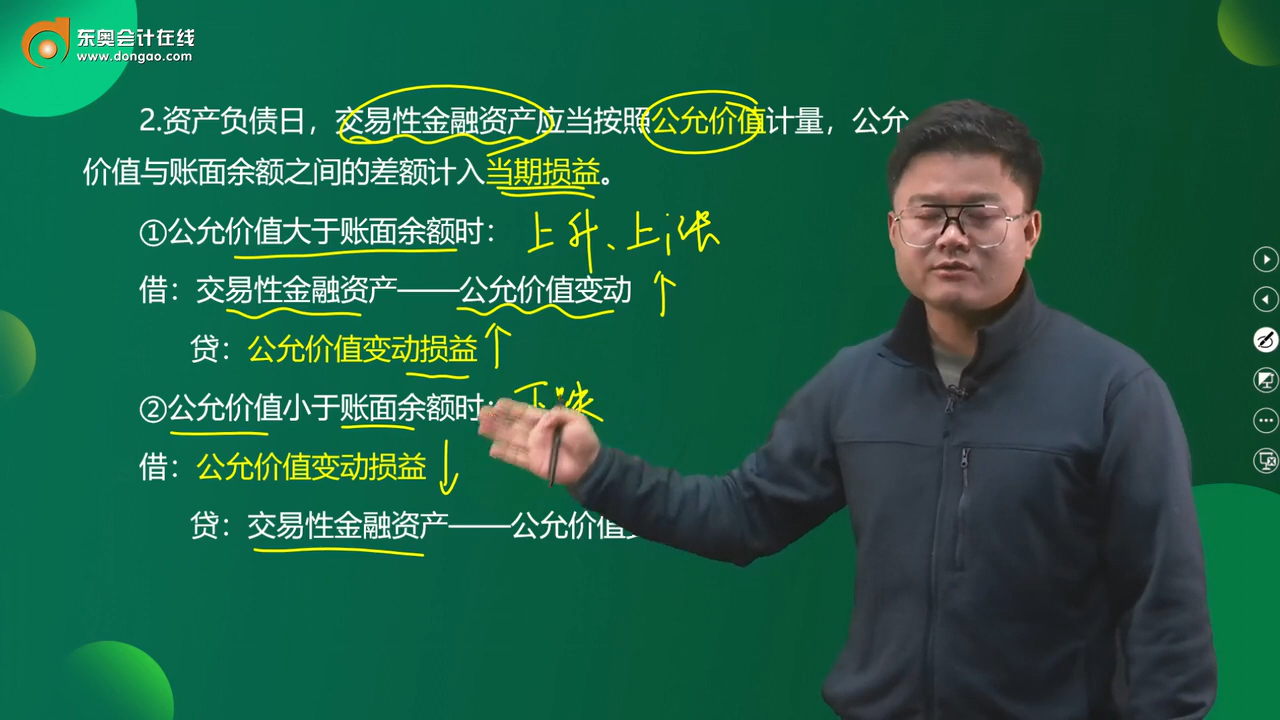 东奥会计在线
www.dongao.com
2.资产负债日，交易性金融资产应当按照公允价值计量，公允
价值与账面余额之间的差额计入当期损益。
①公允价值大于账面余额时： 上升、上涨
借：交易性金融资产——公允价值变动 ↑
贷：公允价值变动损益 ↑
②公允价值小于账面余额时： 下跌
借：公允价值变动损益 ↓
贷：交易性金融资产——公允价值